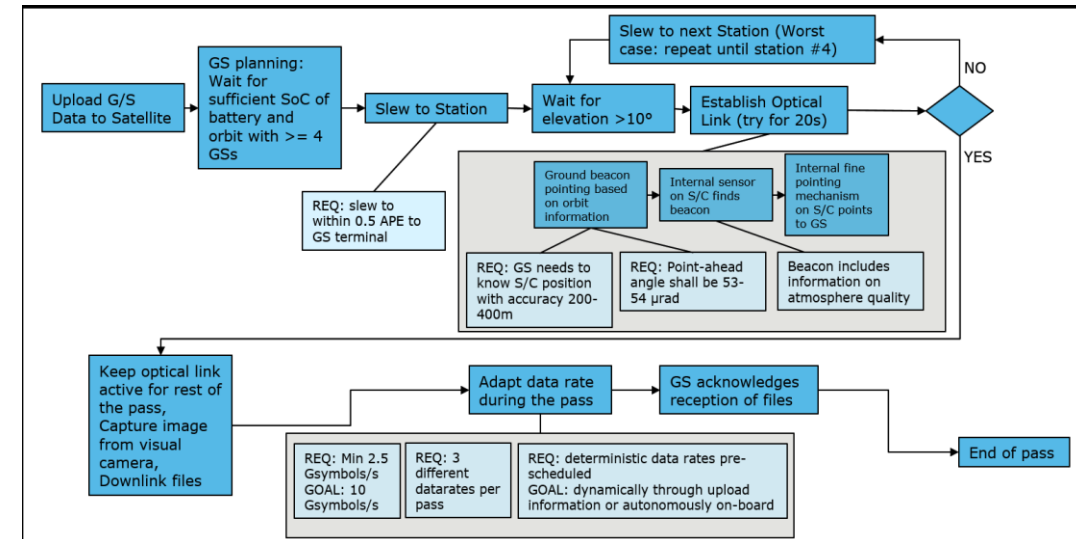 Slew to next Station (Worst
case: repeat until station #4)
NO
GS planning:
Wait for
sufficient SoC of
battery and
orbit with >= 4
GSs
Upload G/S
Data to Satellite
Slew to Station
Wait for
elevation >10º
Establish Optical
Link (try for 20s)
YES
Ground beacon
pointing based
on orbit
information
Internal sensor
on S/C finds
beacon
Internal fine
pointing
mechanism
on S/C points
to GS
REQ: slew to
within 0.5 APE to
GS terminal
REQ: GS needs to
know S/C position
with accuracy 200-
400m
REQ: Point-ahead
angle shall be 53-
54 µrad
Beacon includes
information on
atmosphere quality
Keep optical link
active for rest of
the pass,
Capture image
from visual
camera,
Downlink files
Adapt data rate
during the pass
GS acknowledges
reception of files
End of pass
REQ: Min 2.5
Gsymbols/s
GOAL: 10
Gsymbols/s
REQ: 3
different
datarates per
pass
REQ: deterministic data rates pre-
scheduled
GOAL: dynamically through upload
information or autonomously on-board